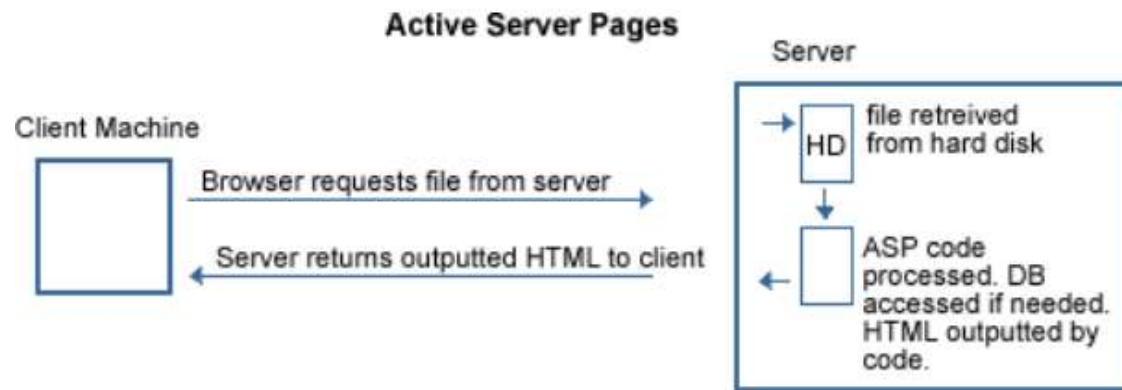 Active Server Pages
Server
Client Machine
file retreived
from hard disk
HD
Browser requests file from server
Server returns outputted HTML to client
ASP code
processed. DB
accessed if needed.
HTML outputted by
code.